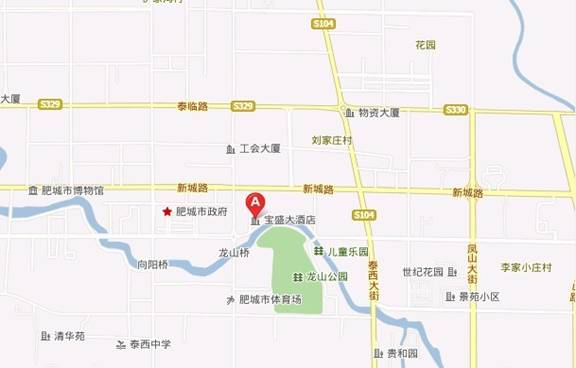 花园
S104
大厦
S329
泰临路
S329
物资大厦
S330
工会大厦
刘家庄村
肥城市博物馆
新城路
新城路
新城路
A
肥城市政府
宝盛大酒店
S104
龙山桥
儿童乐园
凤山大街
向阳桥
泰西大街
世纪花园
李家小庄村
龙山公园
肥城市体育场
景苑小区
清华苑
泰西中学
贵和园